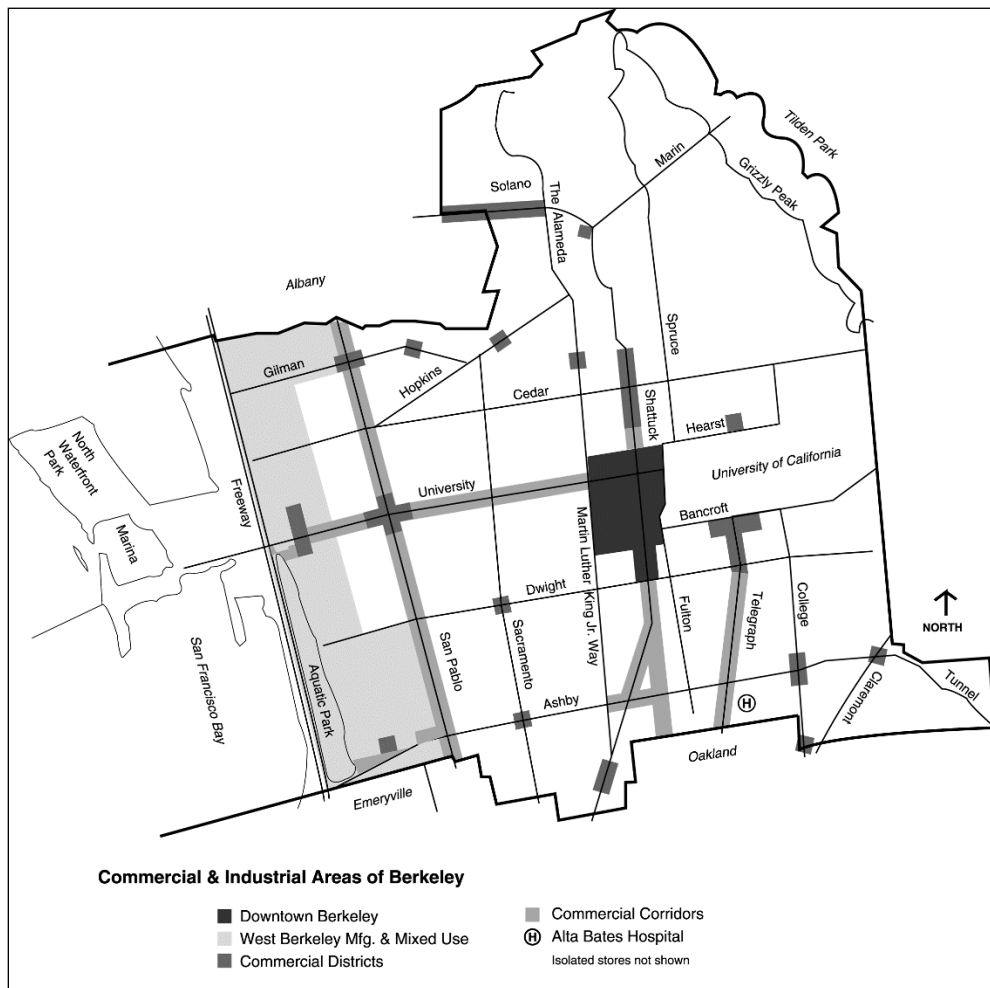 Tilden Park
Marin
Grizzly Peak
Solano
The Alameda
Albany
Spruce
Gilman
Hopkins
Cedar
Shattuck
Hearst
North
Waterfront
Park
Freeway
University
University of California
Marina
Bancroft
Martin Luther King Jr. Way
Dwight
Fulton
Telegraph
College
NORTH
San Francisco Bay
Aquatic Park
San Pablo
Sacramento
Ashby
H
Claremont
Tunnel
Oakland
Emeryville
Commercial & Industrial Areas of Berkeley
Downtown Berkeley
West Berkeley Mfg. & Mixed Use
Commercial Districts
Commercial Corridors
H Alta Bates Hospital
Isolated stores not shown